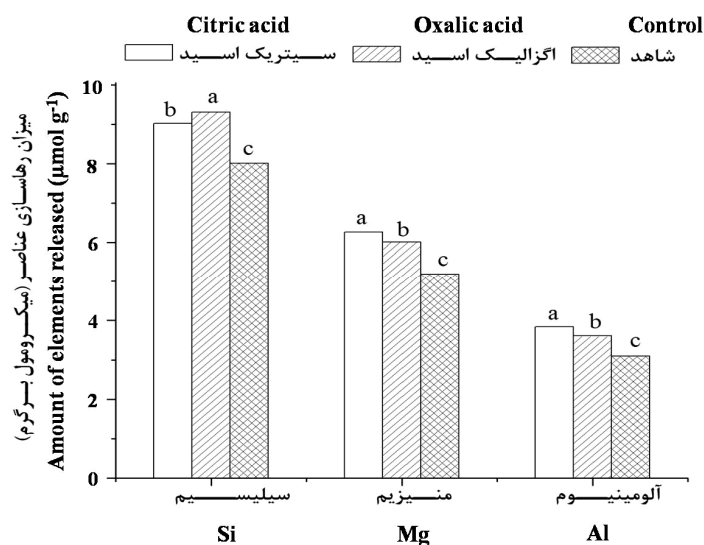 Citric acid Oxalic acid Control
سیتریک اسید اگزالیک اسید شاهد
میزان رهاسازی عناصر (میکرومول بر گرم)
Amount of elements released (µmol g-1)
10
8
6
4
2
0
b a c
a b c
a b c
سیلیسیم منیزیم آلومینیوم
Si Mg Al